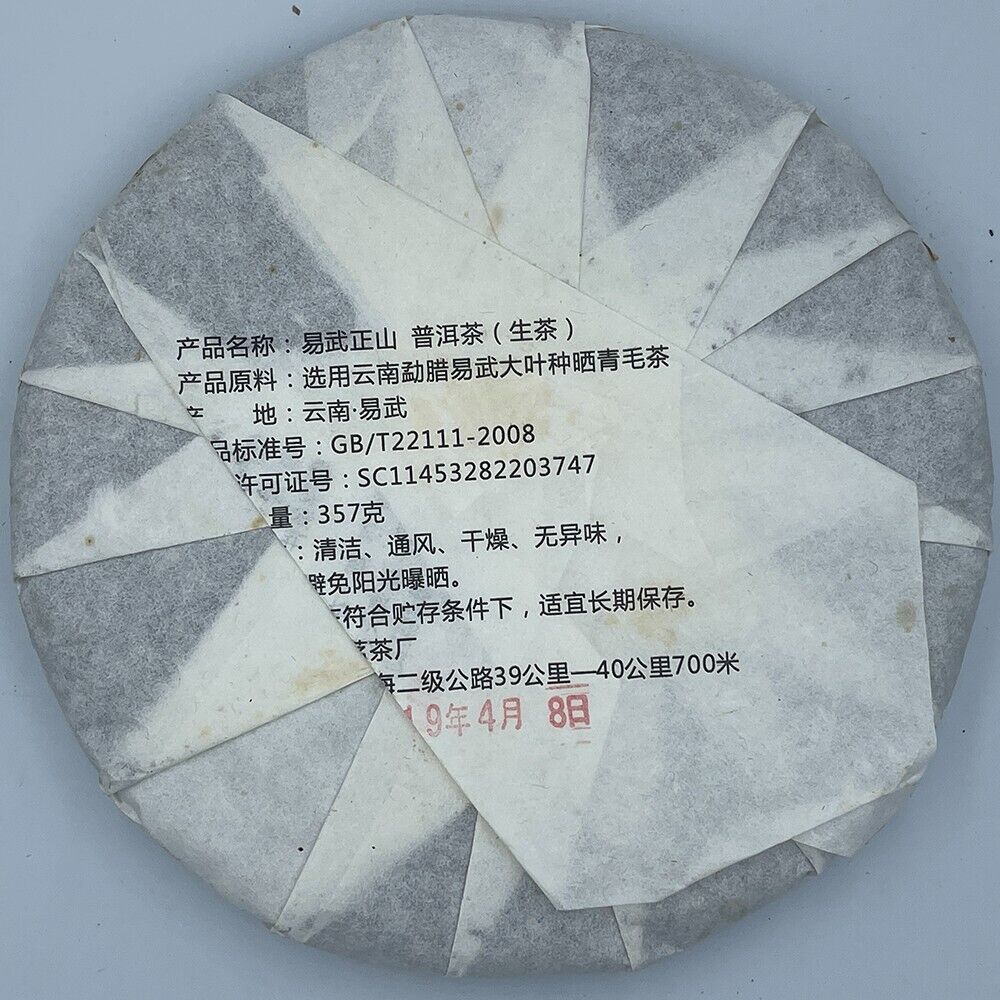 产品名称：易武正山 普洱茶（生茶）
产品原料：选用云南勐腊易武大叶种晒青毛茶
产 地：云南·易武
品标准号：GB/T22111-2008
许可证号：SC11453282203747
量：357克
：清洁、通风、干燥、无异味，
避免阳光曝晒。
符合贮存条件下，适宜长期保存。
茶厂
海二级公路39公里—40公里700米
19年4月 8日